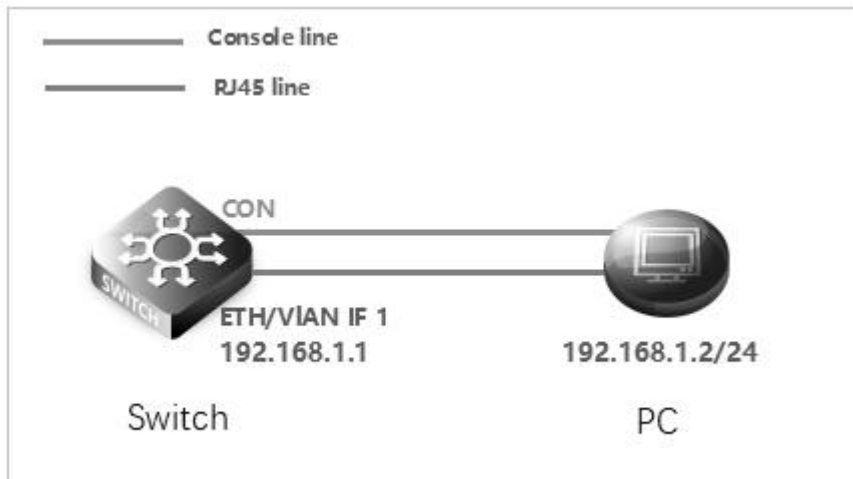 Console line
RJ45 line
CON
SWITCH
ETH/VlAN IF 1
192.168.1.1
192.168.1.2/24
Switch
PC